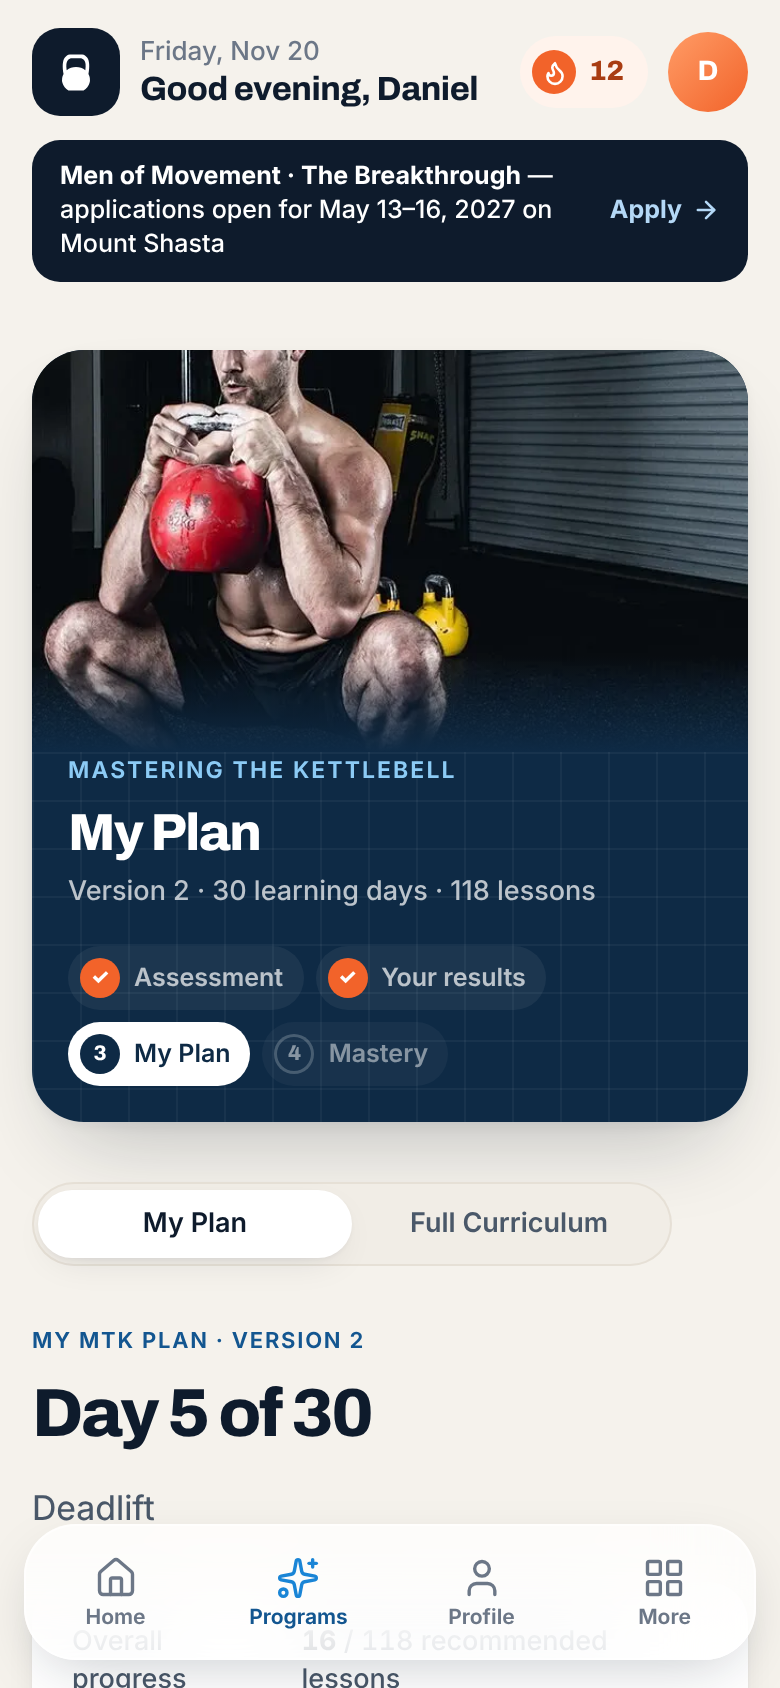 Friday, Nov 20
Good evening, Daniel
12
D
Men of Movement · The Breakthrough —
applications open for May 13–16, 2027 on
Mount Shasta
Apply →
MASTERING THE KETTLEBELL
My Plan
Version 2 · 30 learning days · 118 lessons
Assessment
Your results
3 My Plan
4 Mastery
My Plan
Full Curriculum
MY MTK PLAN · VERSION 2
Day 5 of 30
Deadlift
Home
Programs
Profile
More
Overall
progress
16 / 118 recommended
lessons